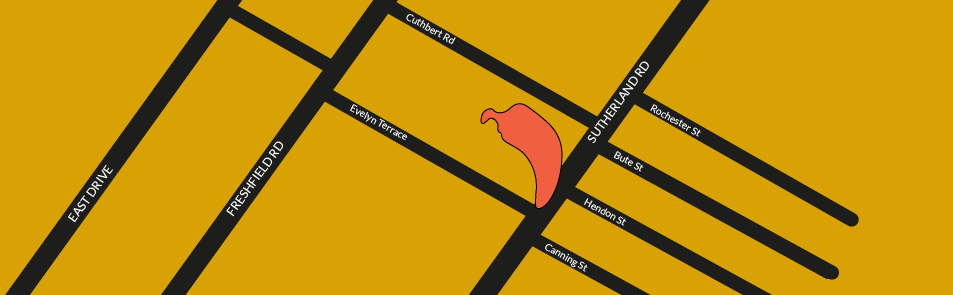 Cuthbert Rd
SUTHERLAND RD
Rochester St
Evelyn Terrace
Bute St
FRESHFIELD RD
EAST DRIVE
Hendon St
Canning St